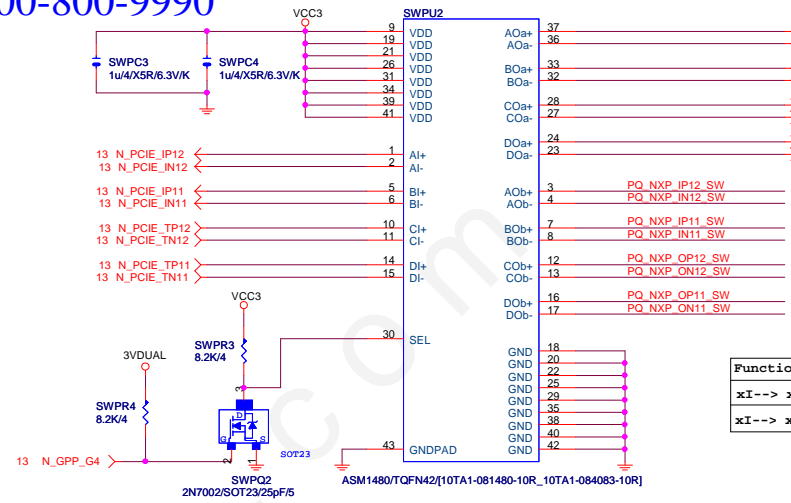 00-800-9990
VCC3
SWPU2
SWPC3
1u/4/X5R/6.3V/K
SWPC4
1u/4/X5R/6.3V/K
9 VDD
19 VDD
21 VDD
26 VDD
31 VDD
34 VDD
39 VDD
41 VDD
AOa+ 37
AOa- 36
BOa+ 33
BOa- 32
COa+ 28
COa- 27
DOa+ 24
DOa- 23
13 N_PCIE_IP12 1 AI+
13 N_PCIE_IN12 2 AI-
13 N_PCIE_IP11 5 BI+
13 N_PCIE_IN11 6 BI-
13 N_PCIE_TP12 10 CI+
13 N_PCIE_TN12 11 CI-
13 N_PCIE_TP11 14 DI+
13 N_PCIE_TN11 15 DI-
AOb+ 3 PQ_NXP_IP12_SW
AOb- 4 PQ_NXP_IN12_SW
BOb+ 7 PQ_NXP_IP11_SW
BOb- 8 PQ_NXP_IN11_SW
COb+ 12 PQ_NXP_OP12_SW
COb- 13 PQ_NXP_ON12_SW
DOb+ 16 PQ_NXP_OP11_SW
DOb- 17 PQ_NXP_ON11_SW
VCC3
30 SEL
SWPR3
8.2K/4
3VDUAL
SWPR4
8.2K/4
3
D
G
S
2
1
SOT23
13 N_GPP_G4
SWPQ2
2N7002/SOT23/25pF/5
GND 18
GND 20
GND 22
GND 25
GND 29
GND 35
GND 38
GND 40
GND 42
43 GNDPAD
ASM1480/TQFN42/[10TA1-081480-10R_10TA1-084083-10R]
Functio
xI--> x
xI--> x
com